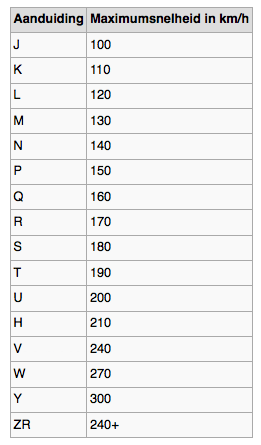 Aanduiding Maximumsnelheid in km/h
J 100
K 110
L 120
M 130
N 140
P 150
Q 160
R 170
S 180
T 190
U 200
H 210
V 240
W 270
Y 300
ZR 240+